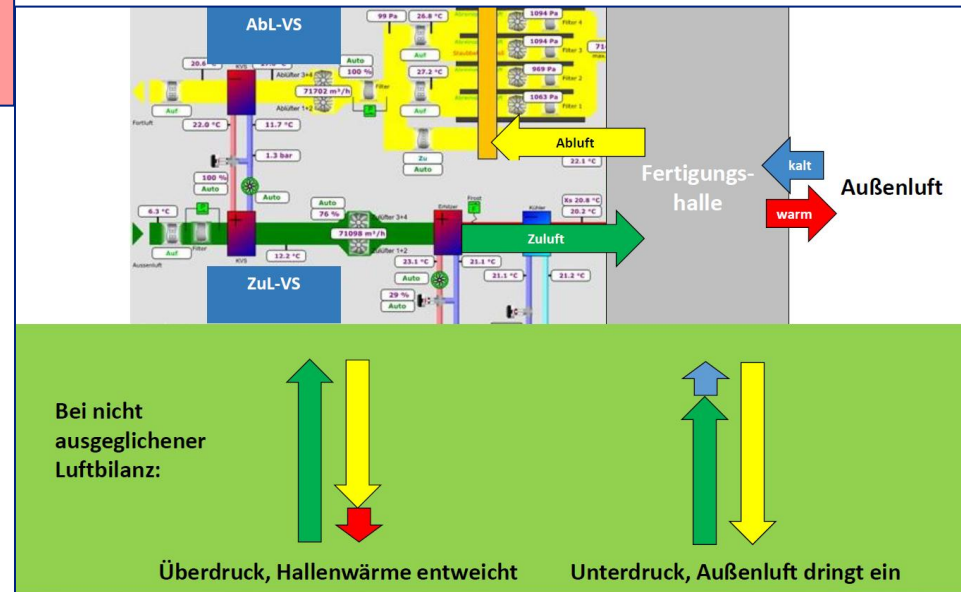 AbL-VS
99 Pa
26.8 °C
1094 Pa
Filter 4
Auf
1094 Pa
Filter 3
20.6 °C
KVS
Ablüfter 3+4
Auto
100 %
Filter
27.2 °C
969 Pa
Filter 2
71702 m³/h
Auf
1063 Pa
Filter 1
Auf
Ablüfter 1+2
Fortluft
22.0 °C
11.7 °C
Abluft
Zu
Auto
22.1 °C
1.3 bar
Fertigungs-
halle
kalt
warm
Außenluft
100 %
Auto
Auto
Auto
76 %
Zulüfter 3+4
Erhitzer
Frost
Kühler
Xs 20.8 °C
20.2 °C
6.3 °C
Filter
71098 m³/h
Zuluft
Auf
Aussenluft
KVS
12.2 °C
Zulüfter 1+2
23.1 °C
21.1 °C
21.1 °C
21.2 °C
Auto
ZuL-VS
29 %
Auto
Bei nicht
ausgeglichener
Luftbilanz:
Überdruck, Hallenwärme entweicht
Unterdruck, Außenluft dringt ein